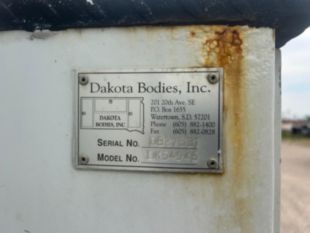 Dakota Bodies, Inc.
201 20th Ave. SE
P.O. Box 1655
Watertown, S.D. 57201
Phone (605) 882-1400
Fax (605) 882-0828
DAKOTA
BODIES, INC
SERIAL NO.
MODEL NO.